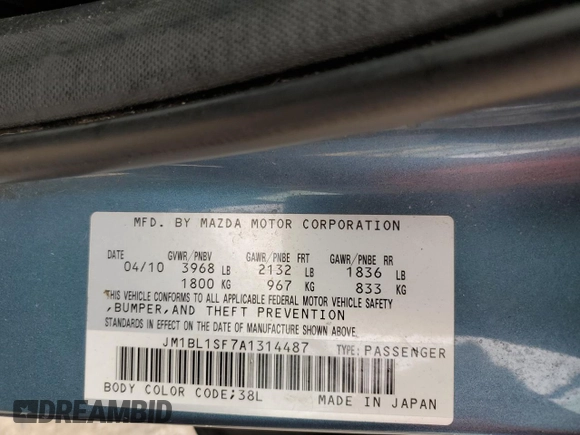 MFD. BY MAZDA MOTOR CORPORATION
DATE GVWR/PNBV GAWR/PNBE FRT GAWR/PNBE RR
04/10 3968 LB 2132 LB 1836 LB
1800 KG 967 KG 833 KG
THIS VEHICLE CONFORMS TO ALL APPLICABLE FEDERAL MOTOR VEHICLE SAFETY
,BUMPER,AND THEFT PREVENTION
STANDARDS IN EFFECT ON THE DATE OF MANUFACTURE SHOWN ABOVE.
JM1BL1SF7A1314487 TYPE:PASSENGER
BODY COLOR CODE;38L MADE IN JAPAN
DREAMBID